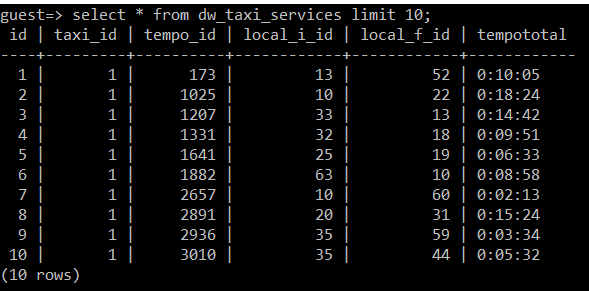 guest=> select * from dw_taxi_services limit 10;
 id | taxi_id | tempo_id | local_i_id | local_f_id | tempototal
----+---------+----------+------------+------------+------------
  1 |       1 |      173 |         13 |         52 | 0:10:05
  2 |       1 |     1025 |         10 |         22 | 0:18:24
  3 |       1 |     1207 |         33 |         13 | 0:14:42
  4 |       1 |     1331 |         32 |         18 | 0:09:51
  5 |       1 |     1641 |         25 |         19 | 0:06:33
  6 |       1 |     1882 |         63 |         10 | 0:08:58
  7 |       1 |     2657 |         10 |         60 | 0:02:13
  8 |       1 |     2891 |         20 |         31 | 0:15:24
  9 |       1 |     2936 |         35 |         59 | 0:03:34
 10 |       1 |     3010 |         35 |         44 | 0:05:32
(10 rows)